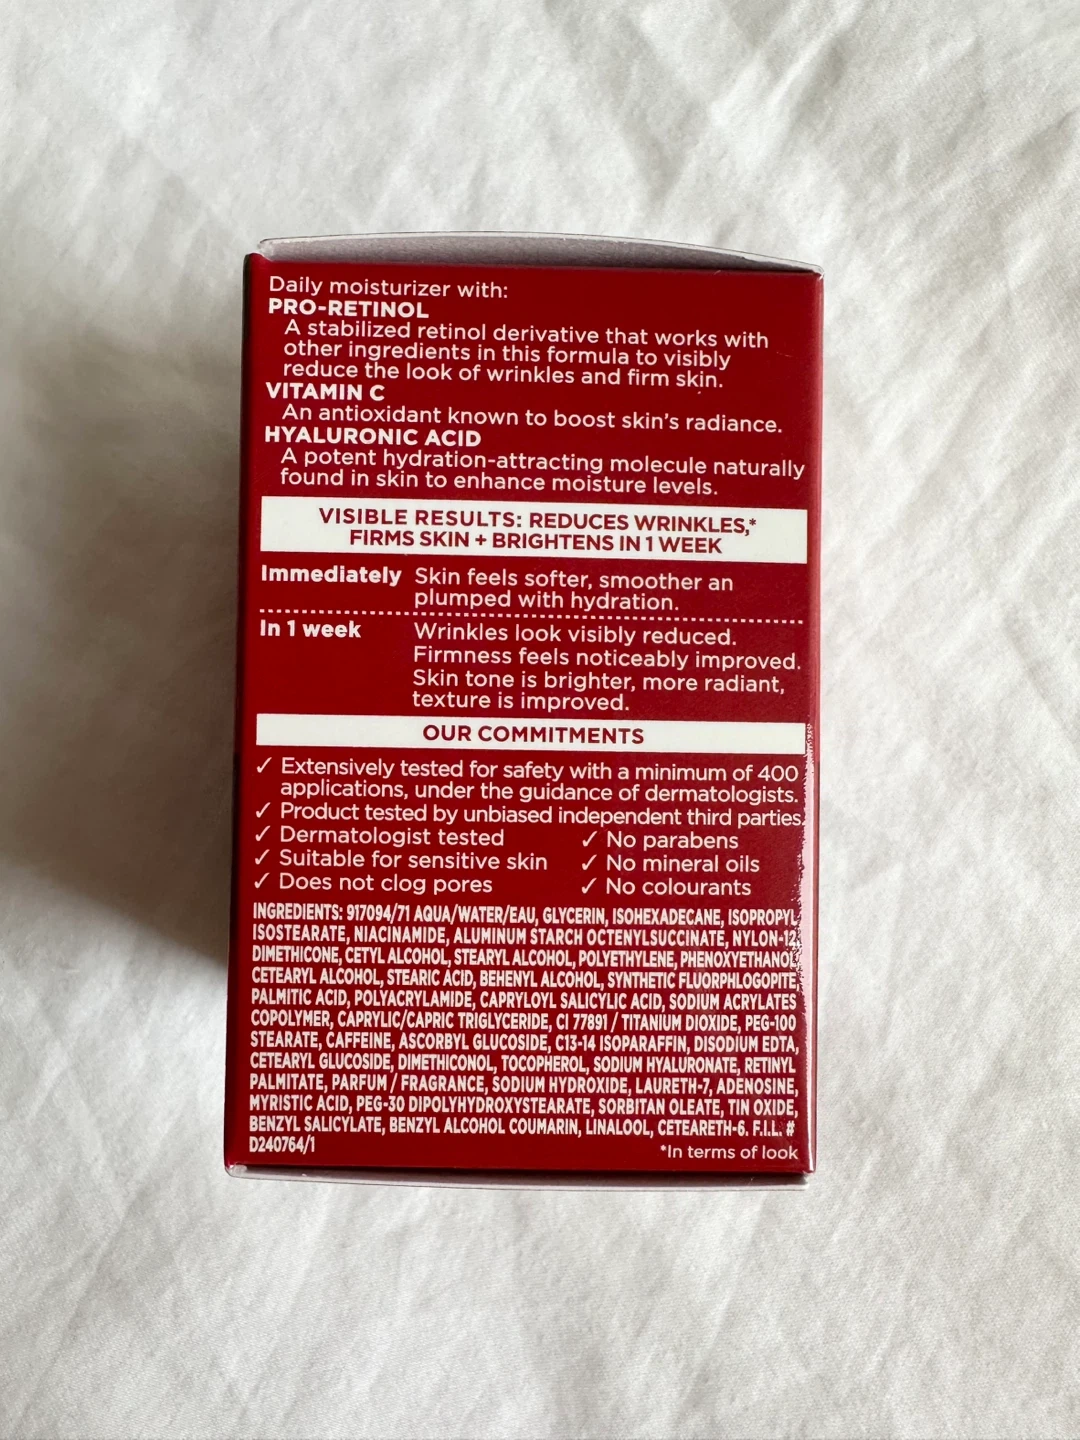 Daily moisturizer with:
PRO-RETINOL
A stabilized retinol derivative that works with
other ingredients in this formula to visibly
reduce the look of wrinkles and firm skin.
VITAMIN C
An antioxidant known to boost skin's radiance.
HYALURONIC ACID
A potent hydration-attracting molecule naturally
found in skin to enhance moisture levels.
VISIBLE RESULTS: REDUCES WRINKLES,*
FIRMS SKIN + BRIGHTENS IN 1 WEEK
Immediately Skin feels softer, smoother an
plumped with hydration.
In 1 week Wrinkles look visibly reduced.
Firmness feels noticeably improved.
Skin tone is brighter, more radiant,
texture is improved.
OUR COMMITMENTS
✓ Extensively tested for safety with a minimum of 400
applications, under the guidance of dermatologists.
✓ Product tested by unbiased independent third parties.
✓ Dermatologist tested ✓ No parabens
✓ Suitable for sensitive skin ✓ No mineral oils
✓ Does not clog pores ✓ No colourants
INGREDIENTS: 917094/71 AQUA/WATER/EAU, GLYCERIN, ISOHEXADECANE, ISOPROPYL
ISOSTEARATE, NIACINAMIDE, ALUMINUM STARCH OCTENYLSUCCINATE, NYLON-12,
DIMETHICONE, CETYL ALCOHOL, STEARYL ALCOHOL, POLYETHYLENE, PHENOXYETHANOL,
CETEARYL ALCOHOL, STEARIC ACID, BEHENYL ALCOHOL, SYNTHETIC FLUORPHLOGOPITE,
PALMITIC ACID, POLYACRYLAMIDE, CAPRYLOYL SALICYLIC ACID, SODIUM ACRYLATES
COPOLYMER, CAPRYLIC/CAPRIC TRIGLYCERIDE, CI 77891 / TITANIUM DIOXIDE, PEG-100
STEARATE, CAFFEINE, ASCORBYL GLUCOSIDE, C13-14 ISOPARAFFIN, DISODIUM EDTA,
CETEARYL GLUCOSIDE, DIMETHICONOL, TOCOPHEROL, SODIUM HYALURONATE, RETINYL
PALMITATE, PARFUM / FRAGRANCE, SODIUM HYDROXIDE, LAURETH-7, ADENOSINE,
MYRISTIC ACID, PEG-30 DIPOLYHYDROXYSTEARATE, SORBITAN OLEATE, TIN OXIDE,
BENZYL SALICYLATE, BENZYL ALCOHOL COUMARIN, LINALOOL, CETEARETH-6. F.I.L. #
D240764/1
*In terms of look